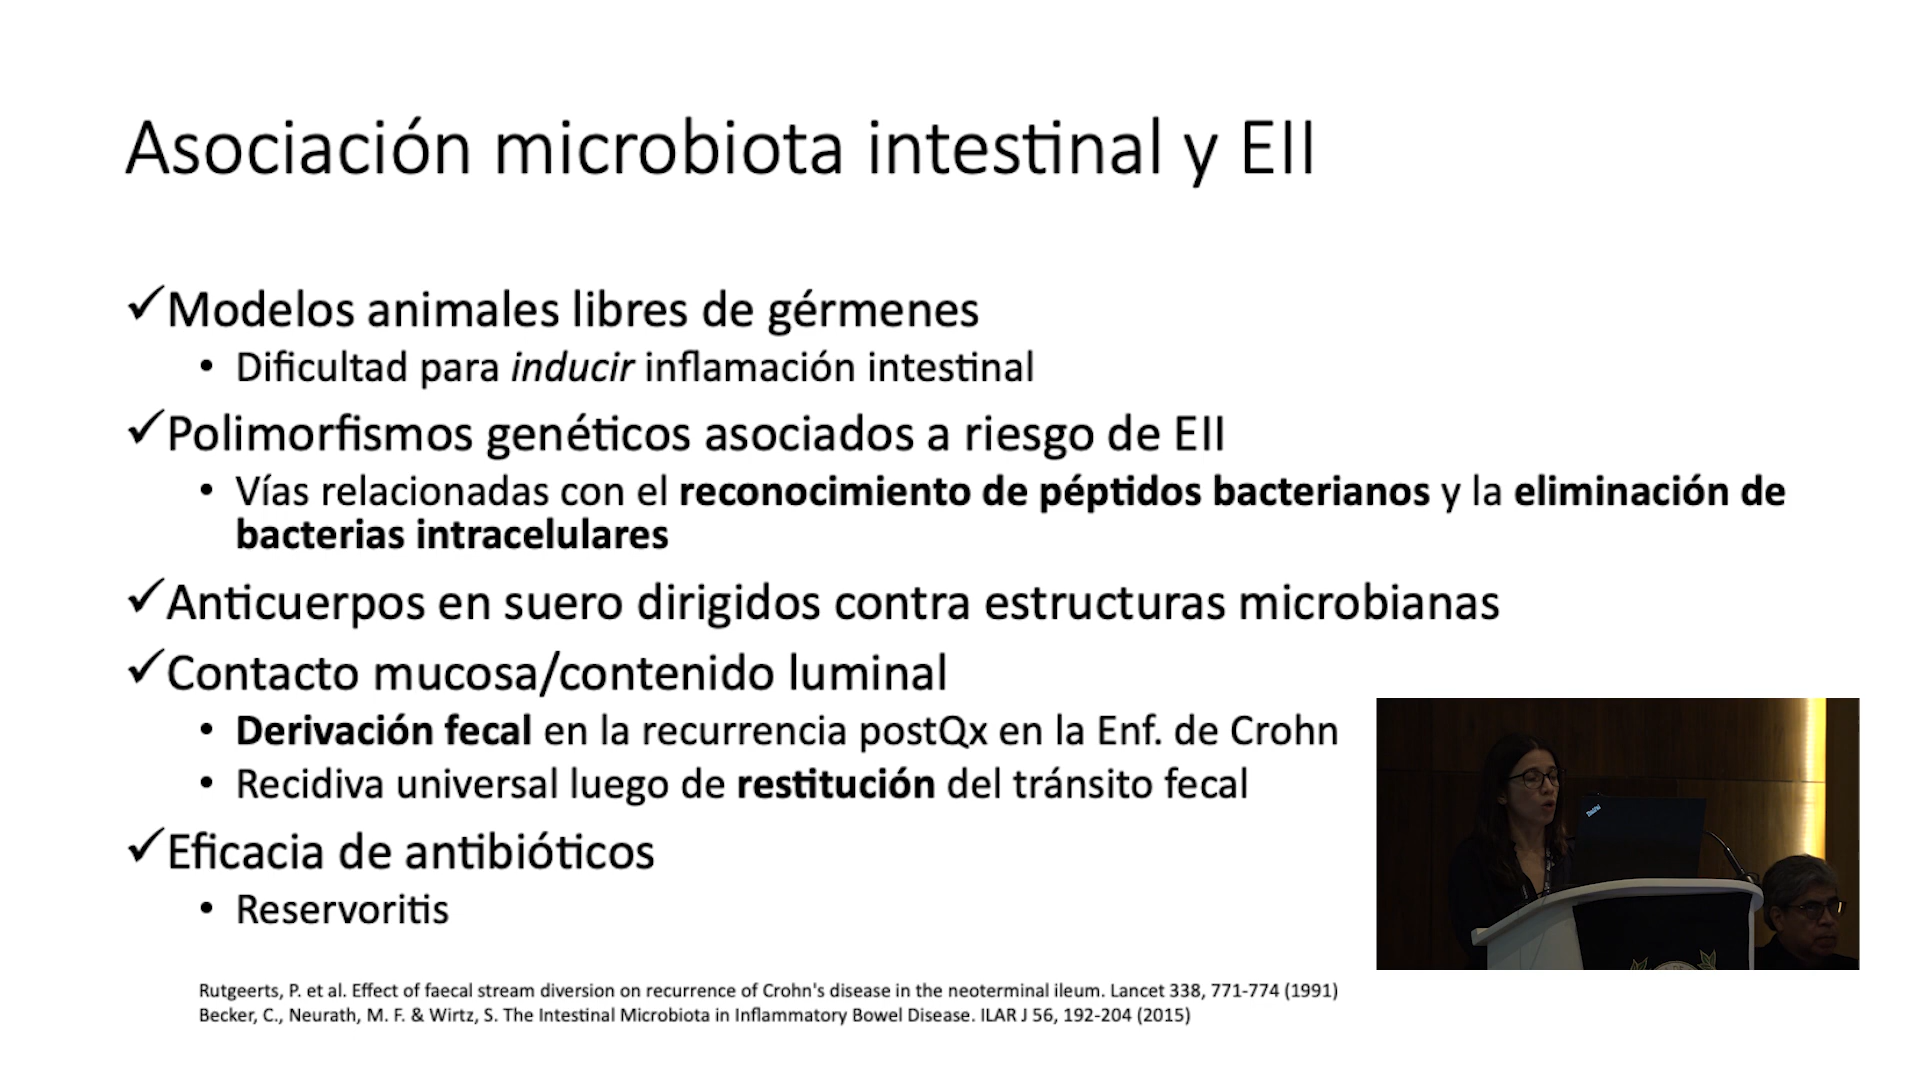 Asociación microbiota intestinal y EII
✓Modelos animales libres de gérmenes
• Dificultad para inducir inflamación intestinal
✓Polimorfismos genéticos asociados a riesgo de EII
• Vías relacionadas con el reconocimiento de péptidos bacterianos y la eliminación de
bacterias intracelulares
✓Anticuerpos en suero dirigidos contra estructuras microbianas
✓Contacto mucosa/contenido luminal
• Derivación fecal en la recurrencia postQx en la Enf. de Crohn
• Recidiva universal luego de restitución del tránsito fecal
✓Eficacia de antibióticos
• Reservoritis
ThinkPad
Rutgeerts, P. et al. Effect of faecal stream diversion on recurrence of Crohn's disease in the neoterminal ileum. Lancet 338, 771-774 (1991)
Becker, C., Neurath, M. F. & Wirtz, S. The Intestinal Microbiota in Inflammatory Bowel Disease. ILAR J 56, 192-204 (2015)